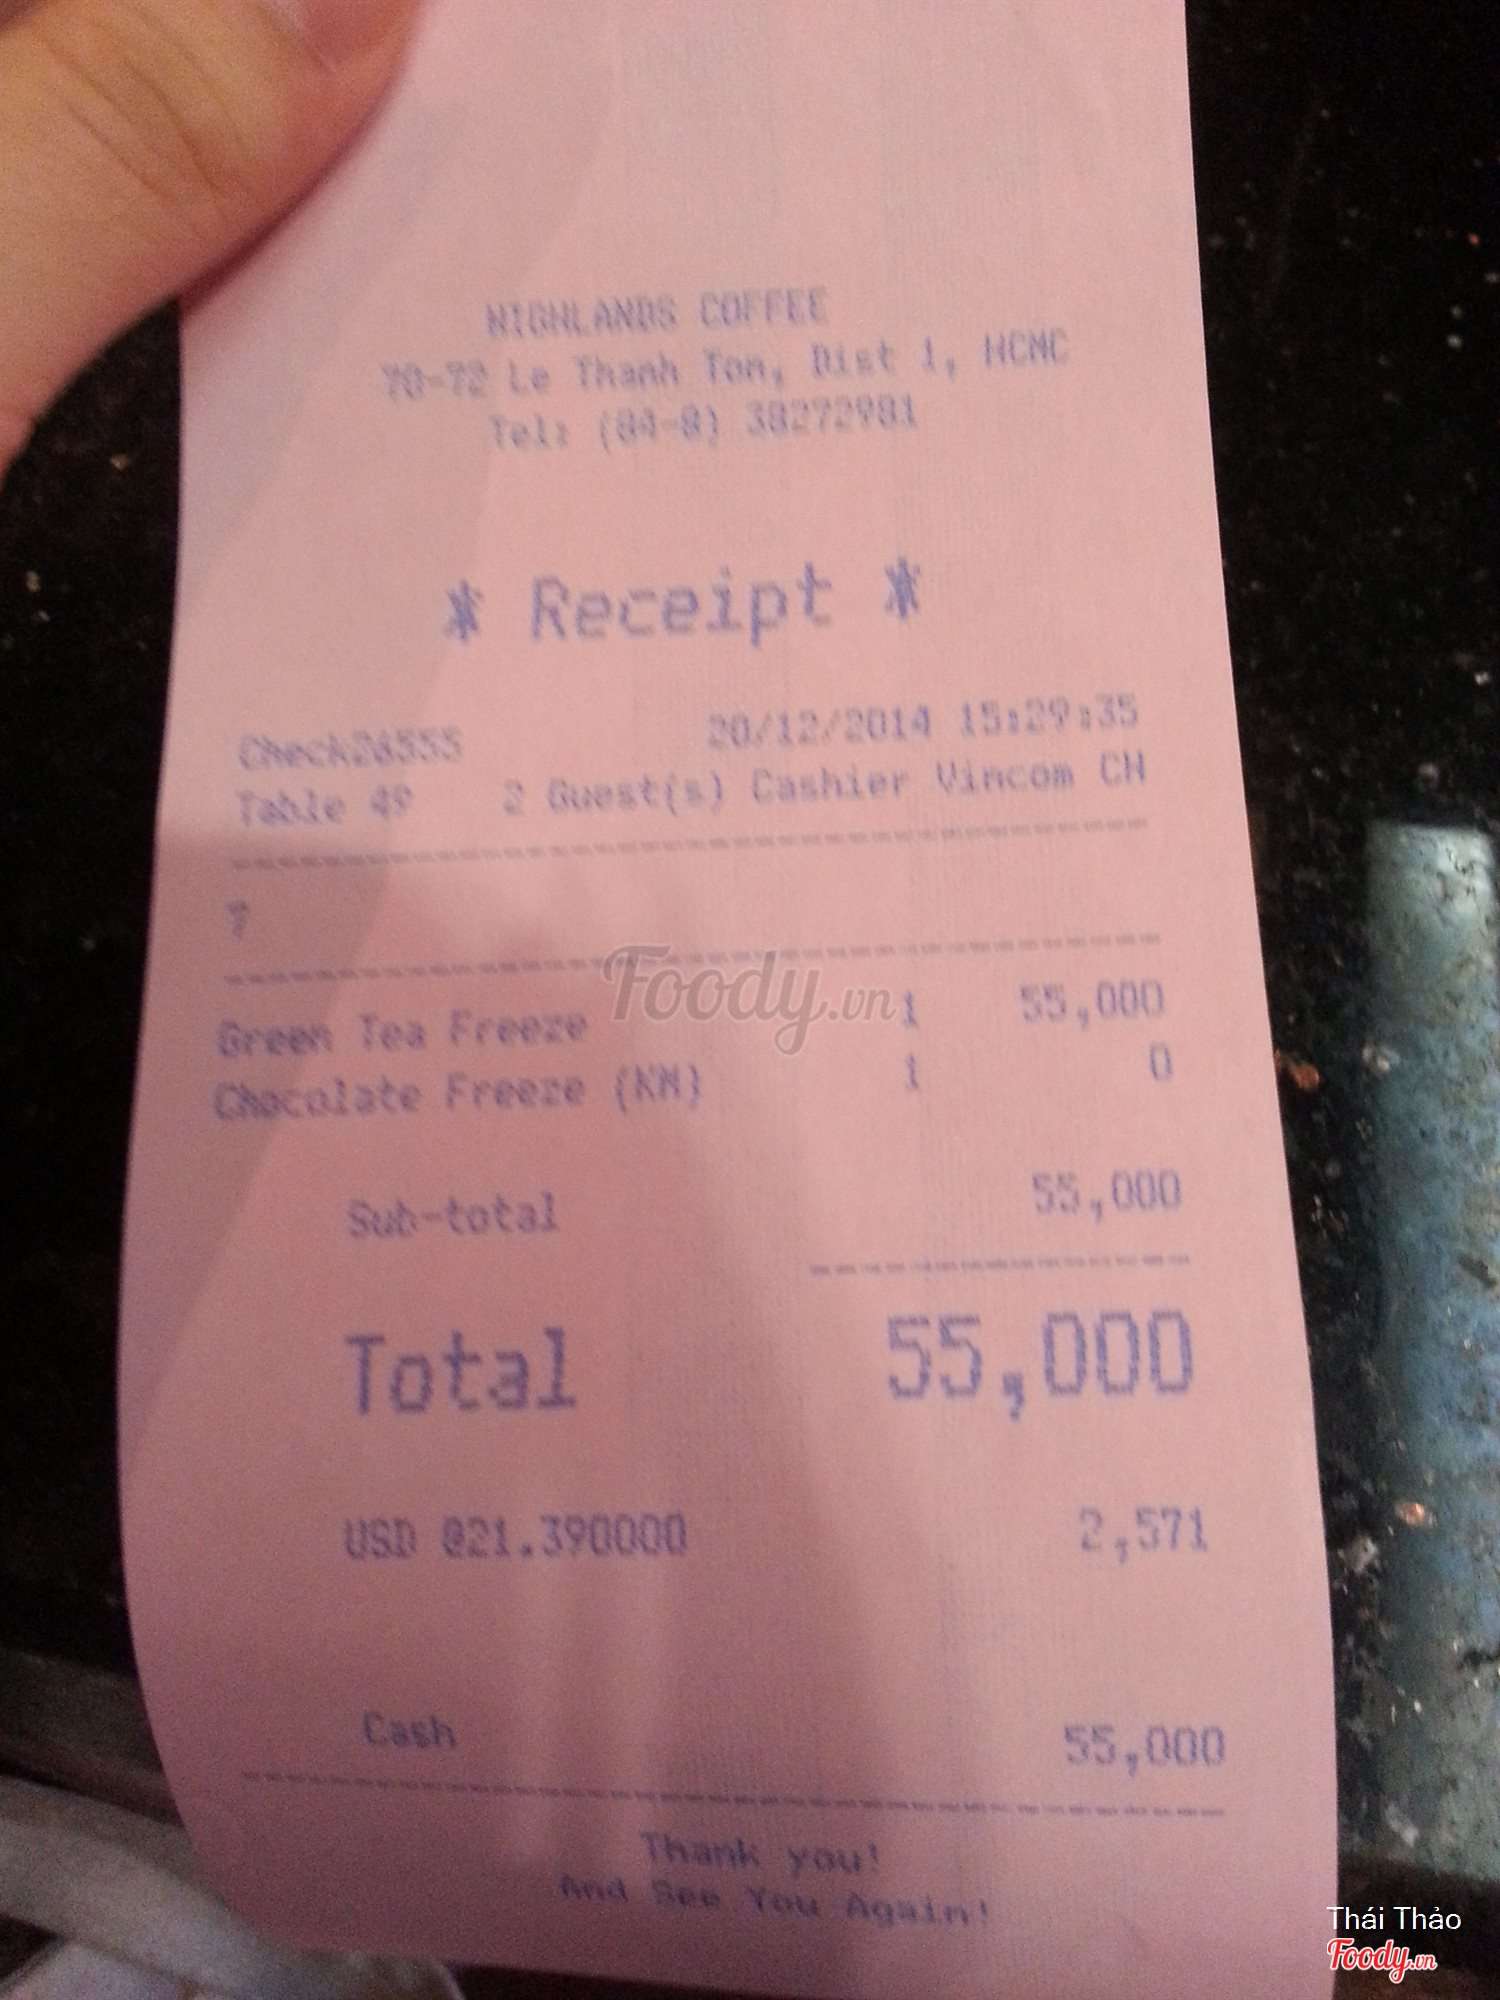 HIGHLANDS COFFEE
70-72 Le Thanh Ton, Dist 1, HCMC
Tel: (84-8) 38272981
* Receipt *
Check26555 20/12/2014 15:29:35
Table 49 2 Guest(s) Cashier Vincom CH
?
Foody.vn
Green Tea Freeze 1 55,000
Chocolate Freeze (KM) 1 0
Sub-total 55,000
Total 55,000
USD @21.390000 2,571
Cash 55,000
Thank you!
And See You Again!
Thái Thảo
Foody.vn